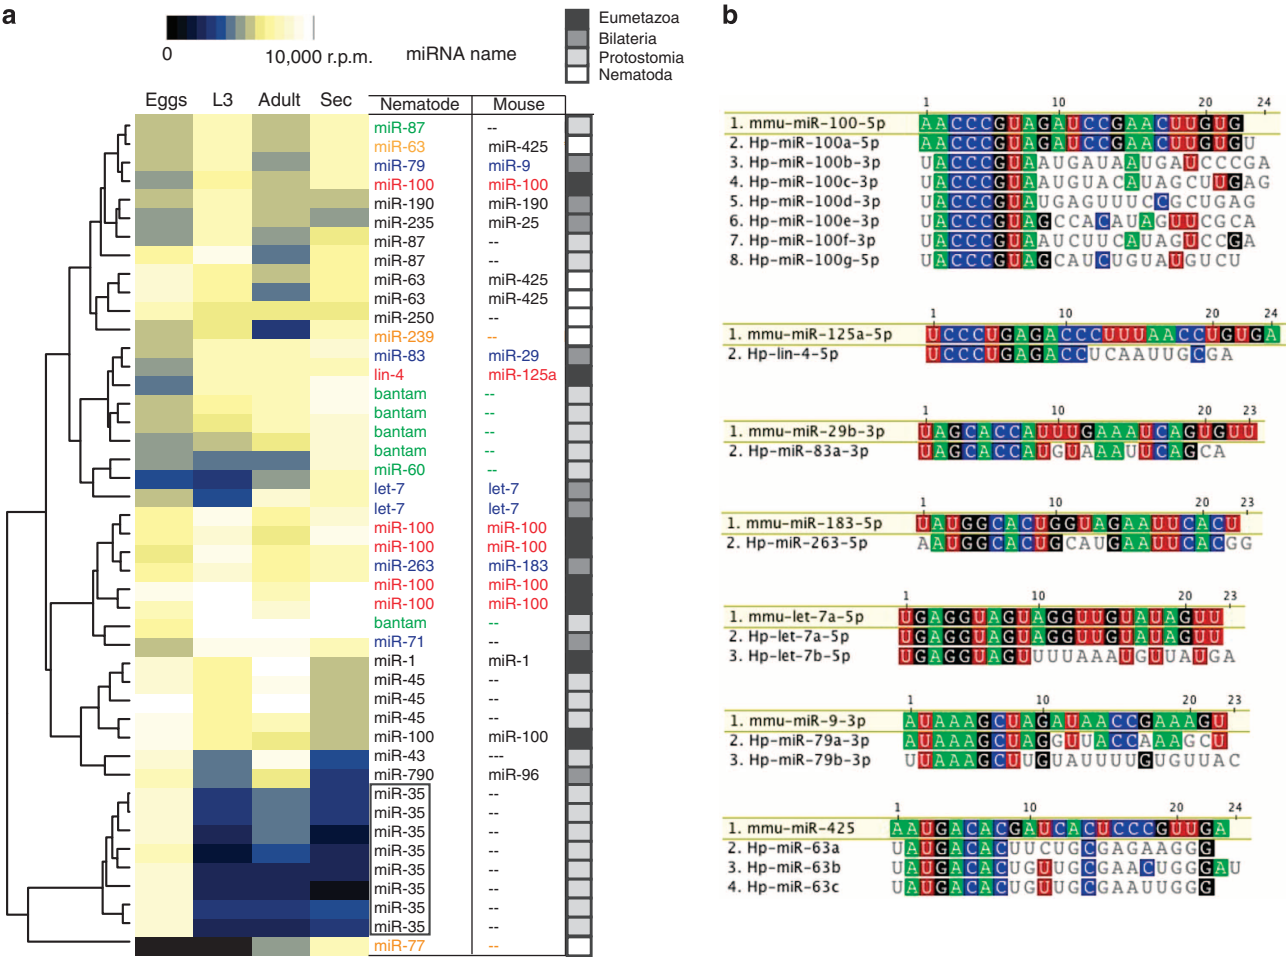 a
0
10,000 r.p.m.
miRNA name
Eumetazoa
Bilateria
Protostomia
Nematoda
Eggs L3 Adult Sec Nematode Mouse
miR-87 --
miR-63 miR-425
miR-79 miR-9
miR-100 miR-100
miR-190 miR-190
miR-235 miR-25
miR-87 --
miR-87 --
miR-63 miR-425
miR-63 miR-425
miR-250 --
miR-239 --
miR-83 miR-29
lin-4 miR-125a
bantam --
bantam --
bantam --
bantam --
miR-60 --
let-7 let-7
let-7 let-7
miR-100 miR-100
miR-100 miR-100
miR-263 miR-183
miR-100 miR-100
miR-100 miR-100
bantam --
miR-71 --
miR-1 miR-1
miR-45 --
miR-45 --
miR-45 --
miR-100 miR-100
miR-43 ---
miR-790 miR-96
miR-35 --
miR-35 --
miR-35 --
miR-35 --
miR-35 --
miR-35 --
miR-35 --
miR-35 --
miR-77 --
b
1 10 20 24
1. mmu-miR-100-5p AACCCGUAGAUCCGAACUUGUG
2. Hp-miR-100a-5p AACCCGUAGAUCCGAACUUGUGU
3. Hp-miR-100b-3p UACCCGUAAUGAUAAUGAUCCCGA
4. Hp-miR-100c-3p UACCCGUAAUGUACAUAGCUUGAG
5. Hp-miR-100d-3p UACCCGUAUGAGUUUCCGCUGAG
6. Hp-miR-100e-3p UACCCGUAGCCACAUAGUUCGCA
7. Hp-miR-100f-3p UACCCGUAAUCUUCAUAGUCCGA
8. Hp-miR-100g-5p UACCCGUAGCAUCUGUAUGUCU
1 10 20 24
1. mmu-miR-125a-5p UCCCUGAGACCCUUUAACCUGUGA
2. Hp-lin-4-5p UCCCUGAGACCUCAAUUGCGA
1 10 20 23
1. mmu-miR-29b-3p UAGCACCAUUUGAAAUCAGUGUU
2. Hp-miR-83a-3p UAGCACCAUGUAAAUUCAGCA
1 10 20 23
1. mmu-miR-183-5p UAUGGCACUGGUAGAAUUCACU
2. Hp-miR-263-5p AAUGGCACUGCAUGAAUUCACGG
1 10 20 23
1. mmu-let-7a-5p UGAGGUAGUAGGUUGUAUAGUU
2. Hp-let-7a-5p UGAGGUAGUAGGUUGUAUAGUU
3. Hp-let-7b-5p UGAGGUAGUUUUAAAUGUUAUGA
1 10 20 23
1. mmu-miR-9-3p AUAAAGCUAGAUAACCGAAAGU
2. Hp-miR-79a-3p AUAAAGCUAGGUUACCAAAGCU
3. Hp-miR-79b-3p UUAAAGCUUGUAUUUUGUGUUAC
1 10 20 24
1. mmu-miR-425 AAUGACACGAUCACUCCCGUUGA
2. Hp-miR-63a UAUGACACUUCUGCGAGAAGGG
3. Hp-miR-63b UAUGACACUGUUGCGAACUGGGAU
4. Hp-miR-63c UAUGACACUGUUGCGAAUUGGG